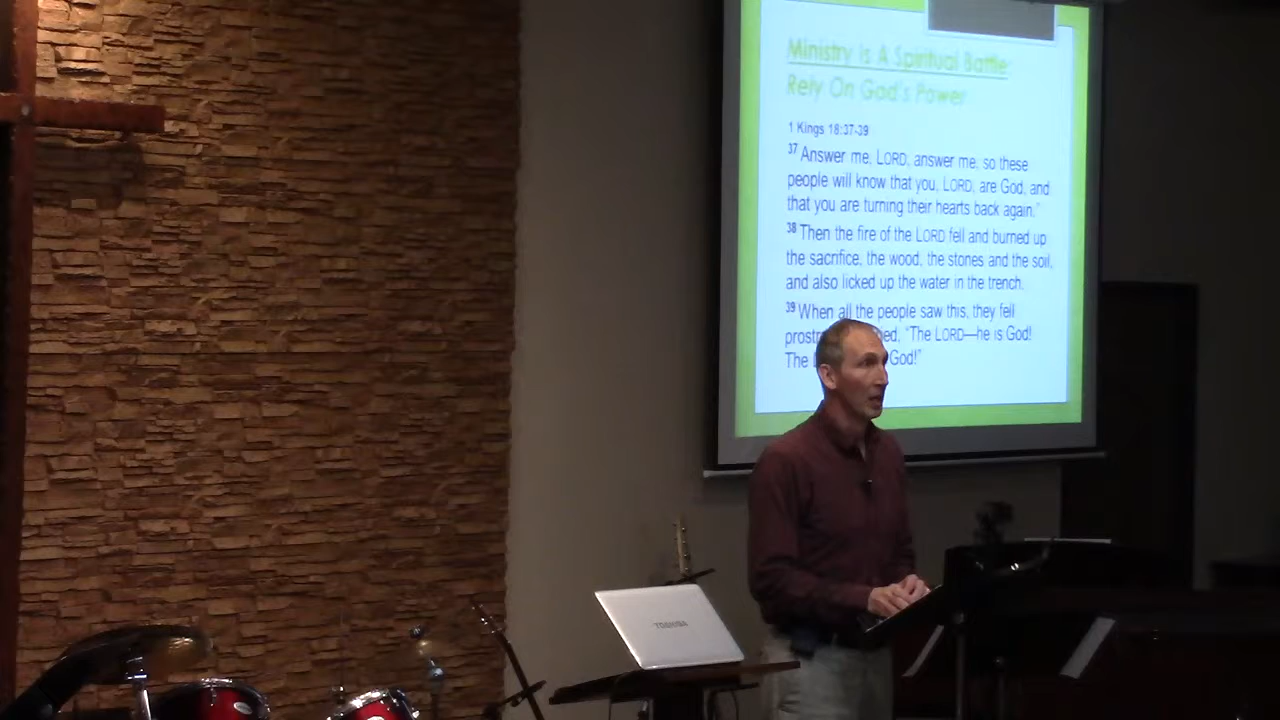 Ministry Is A Spiritual Battle:
Rely On God's Power
1 Kings 18:37-39
37 Answer me, LORD, answer me, so these
people will know that you, LORD, are God, and
that you are turning their hearts back again."
38 Then the fire of the LORD fell and burned up
the sacrifice, the wood, the stones and the soil,
and also licked up the water in the trench.
39 When all the people saw this, they fell
"The LORD—he is God!
The God!"
TOSHIBA